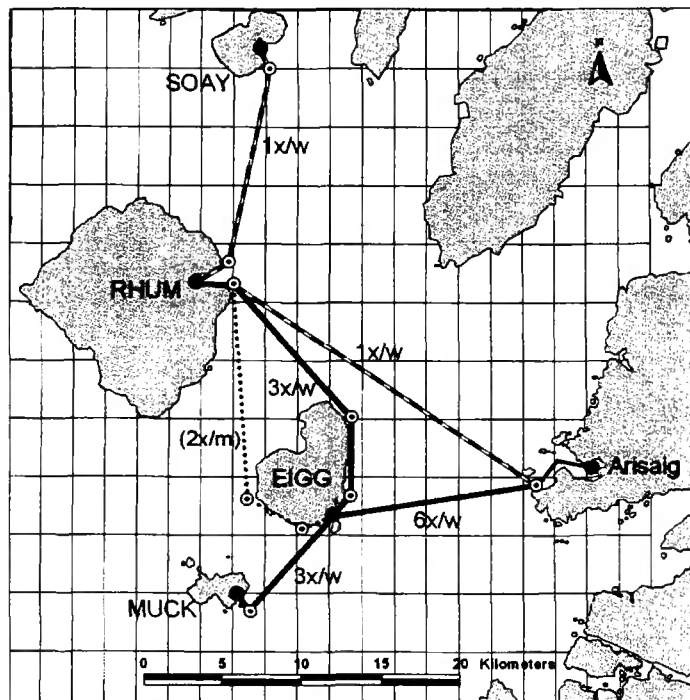 SOAY
1x/w
RHUM
1x/w
3x/w
(2x/m)
EIGG
Arisaig
6x/w
3x/w
MUCK
0 5 10 15 20 Kilometers